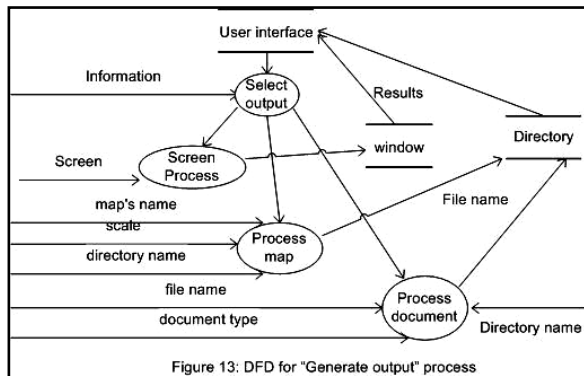 User interface
Information
Select
output
Results
Screen
Process
window
Directory
Screen
map's name
scale
directory name
file name
document type
Process
map
File name
Process
document
Directory name
Figure 13: DFD for "Generate output" process